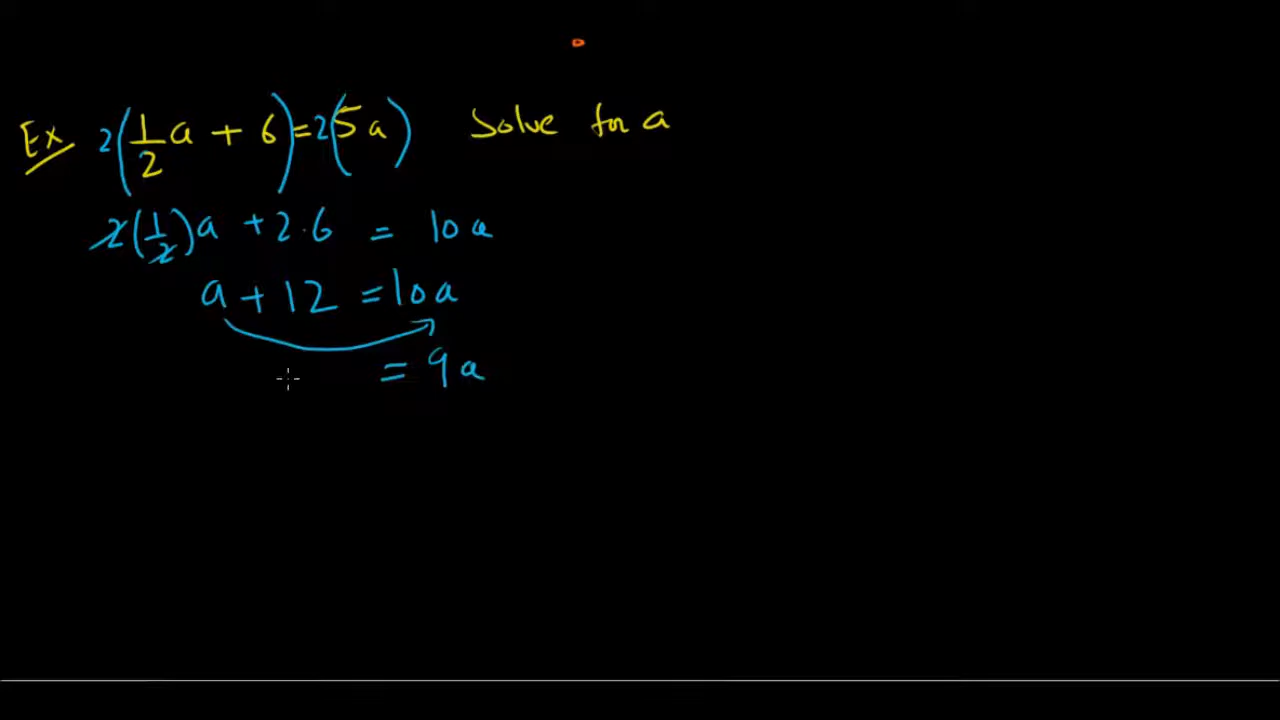 Ex 2(1/2 a + 6) = 2(5a) Solve for a
2(1/2)a + 2·6 = 10a
a + 12 = 10a
= 9a